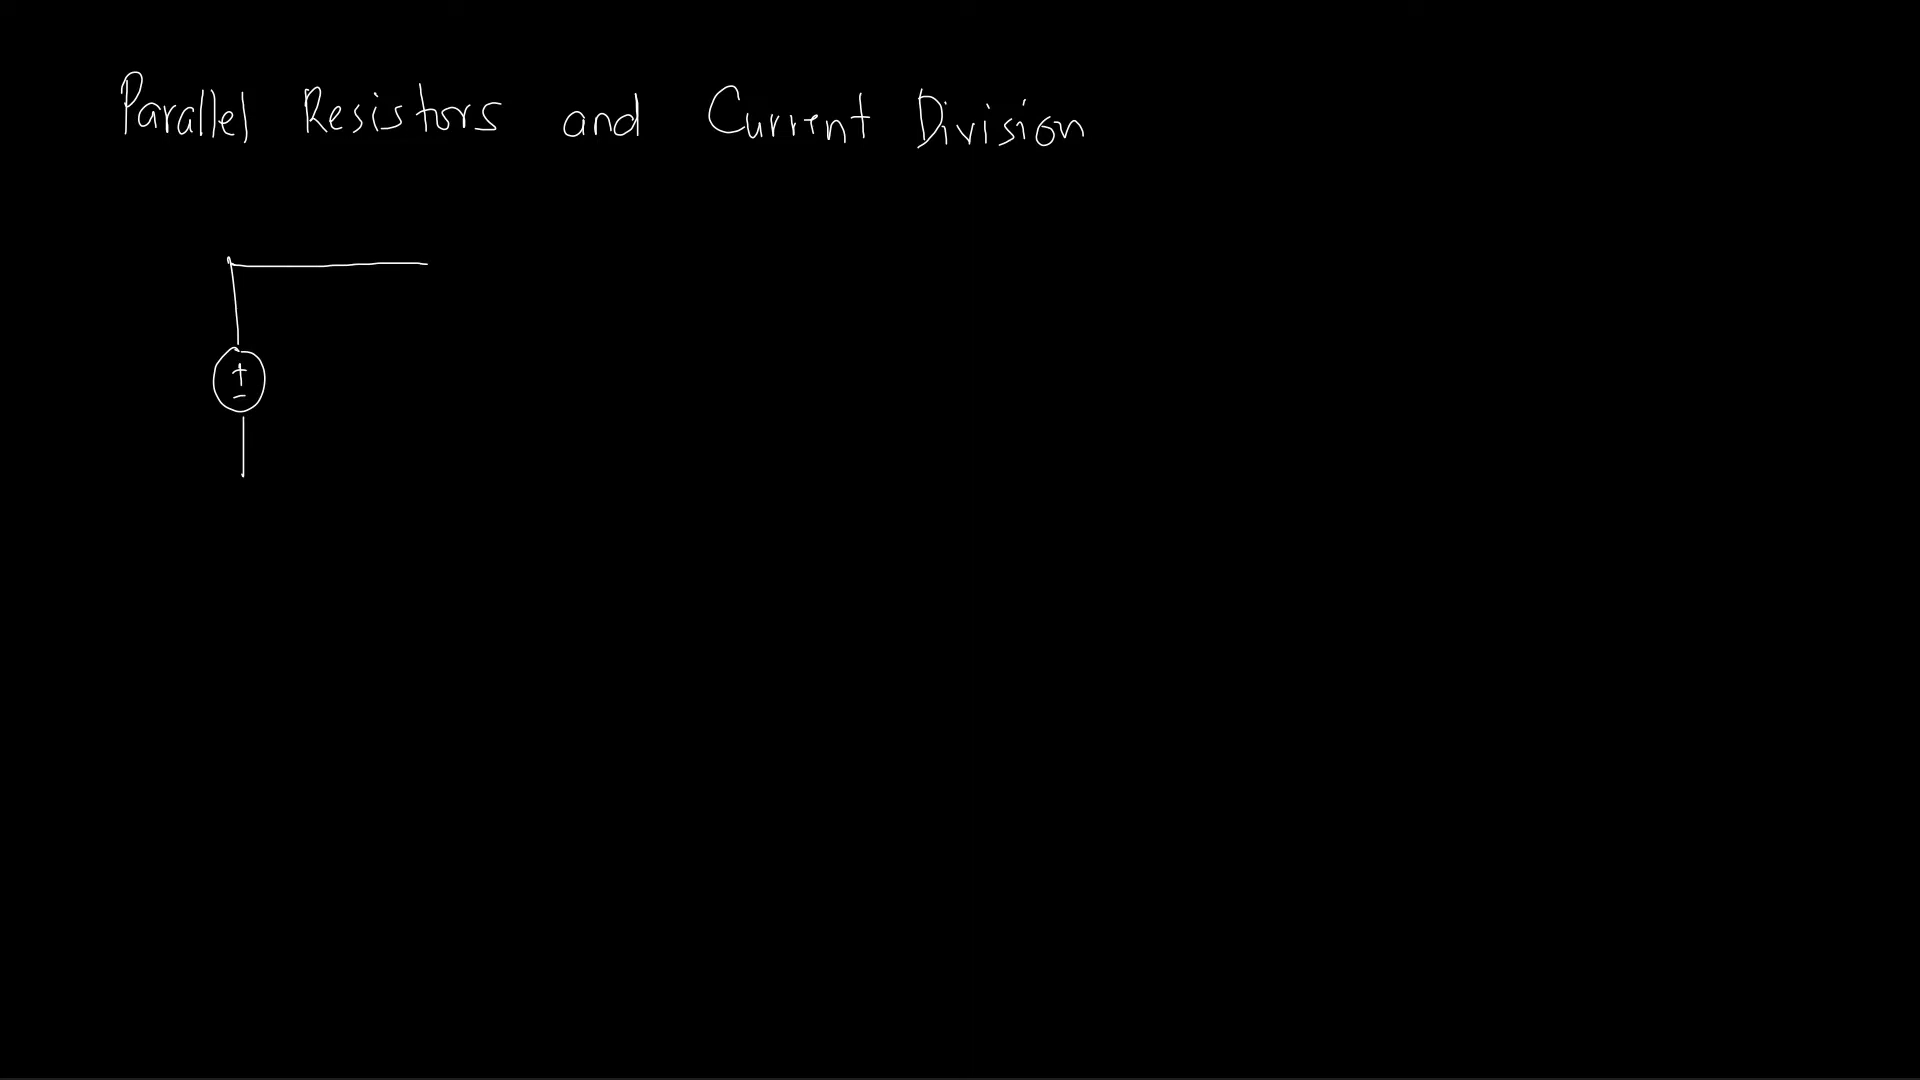 Parallel Resistors and Current Division
+
-